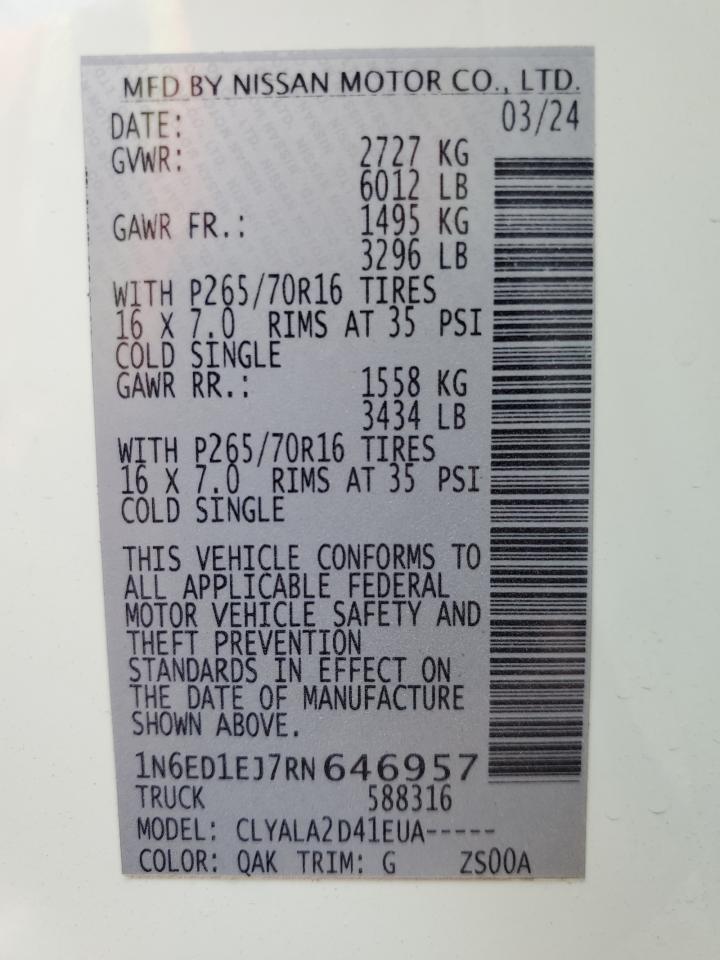 MFD BY NISSAN MOTOR CO., LTD.
DATE: 03/24
GVWR: 2727 KG
6012 LB
GAWR FR.: 1495 KG
3296 LB
WITH P265/70R16 TIRES
16 X 7.0 RIMS AT 35 PSI
COLD SINGLE
GAWR RR.: 1558 KG
3434 LB
WITH P265/70R16 TIRES
16 X 7.0 RIMS AT 35 PSI
COLD SINGLE
THIS VEHICLE CONFORMS TO
ALL APPLICABLE FEDERAL
MOTOR VEHICLE SAFETY AND
THEFT PREVENTION
STANDARDS IN EFFECT ON
THE DATE OF MANUFACTURE
SHOWN ABOVE.
1N6ED1EJ7RN646957
TRUCK 588316
MODEL: CLYALA2D41EUA-----
COLOR: QAK TRIM: G ZS00A